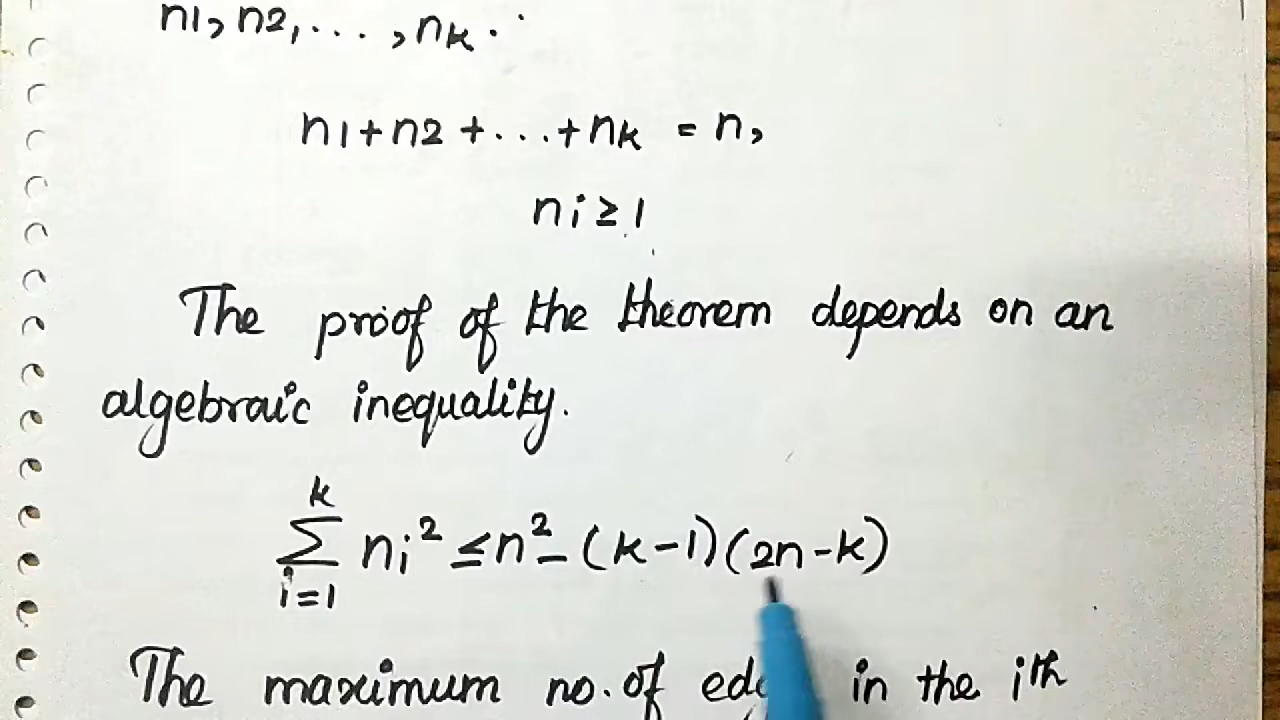 n1, n2, . . . , nk .
n1 + n2 + . . . + nk = n,
ni ≥ 1
The proof of the theorem depends on an
algebraic inequality.
k
∑ ni² ≤ n² - (k-1)(2n-k)
i=1
The maximum no. of in the ith